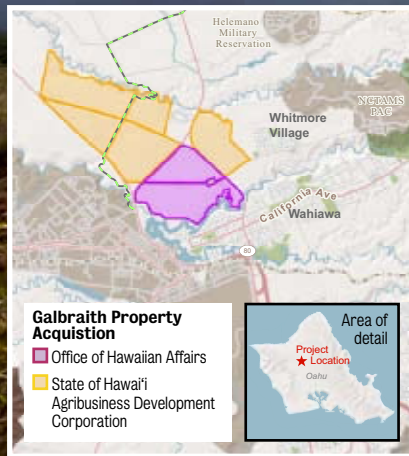 Helemano
Military
Reservation
NCTAMS
PAC
Whitmore
Village
California Ave
Wahiawa
80
Galbraith Property
Acquistion
Office of Hawaiian Affairs
State of Hawai‘i
Agribusiness Development
Corporation
Area of
detail
Project
Location
Oahu